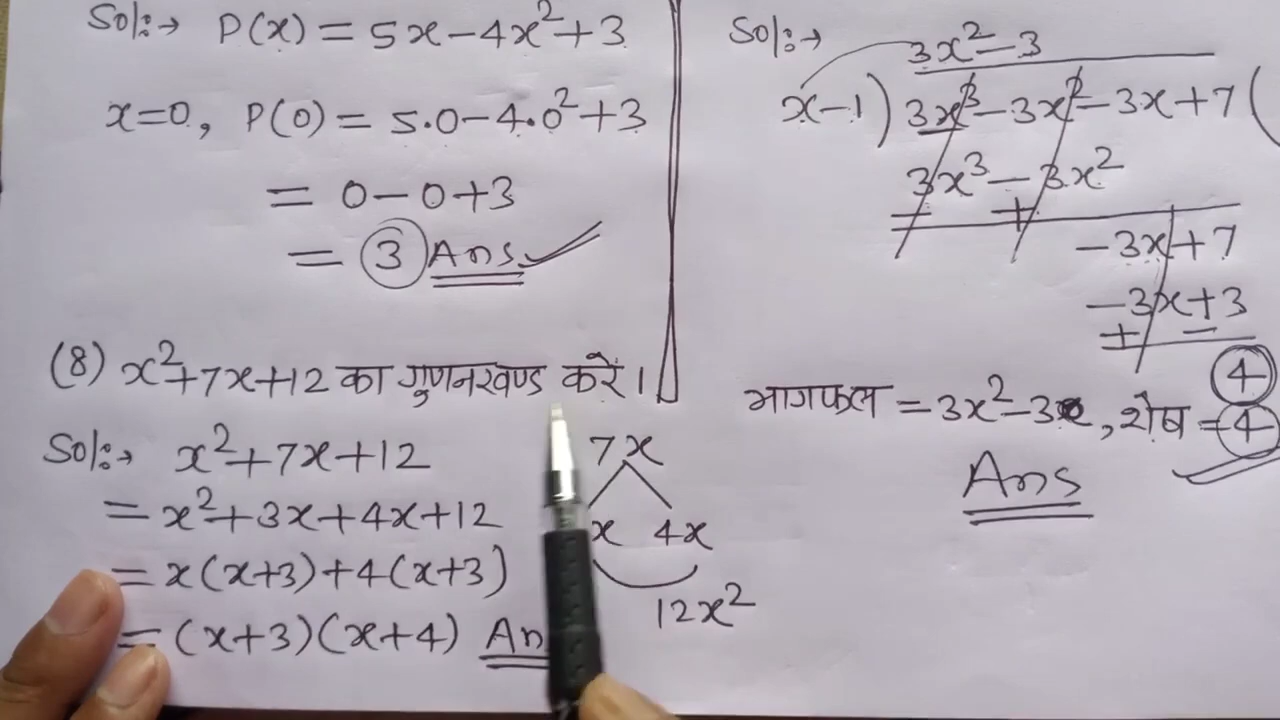 Sol:→ P(x) = 5x-4x²+3
x=0, P(0) = 5·0-4·0²+3
= 0-0+3
= 3 Ans
(8) x²+7x+12 का गुणनखण्ड करें।
Sol:→ x²+7x+12
= x²+3x+4x+12
= x(x+3)+4(x+3)
= (x+3)(x+4)
7x
x 4x
12x²
Sol:→
3x²-3
x-1)3x³-3x²-3x+7(
3x³-3x²
- +
-3x+7
-3x+3
+ -
4
भागफल = 3x²-3, शेष = 4
Ans